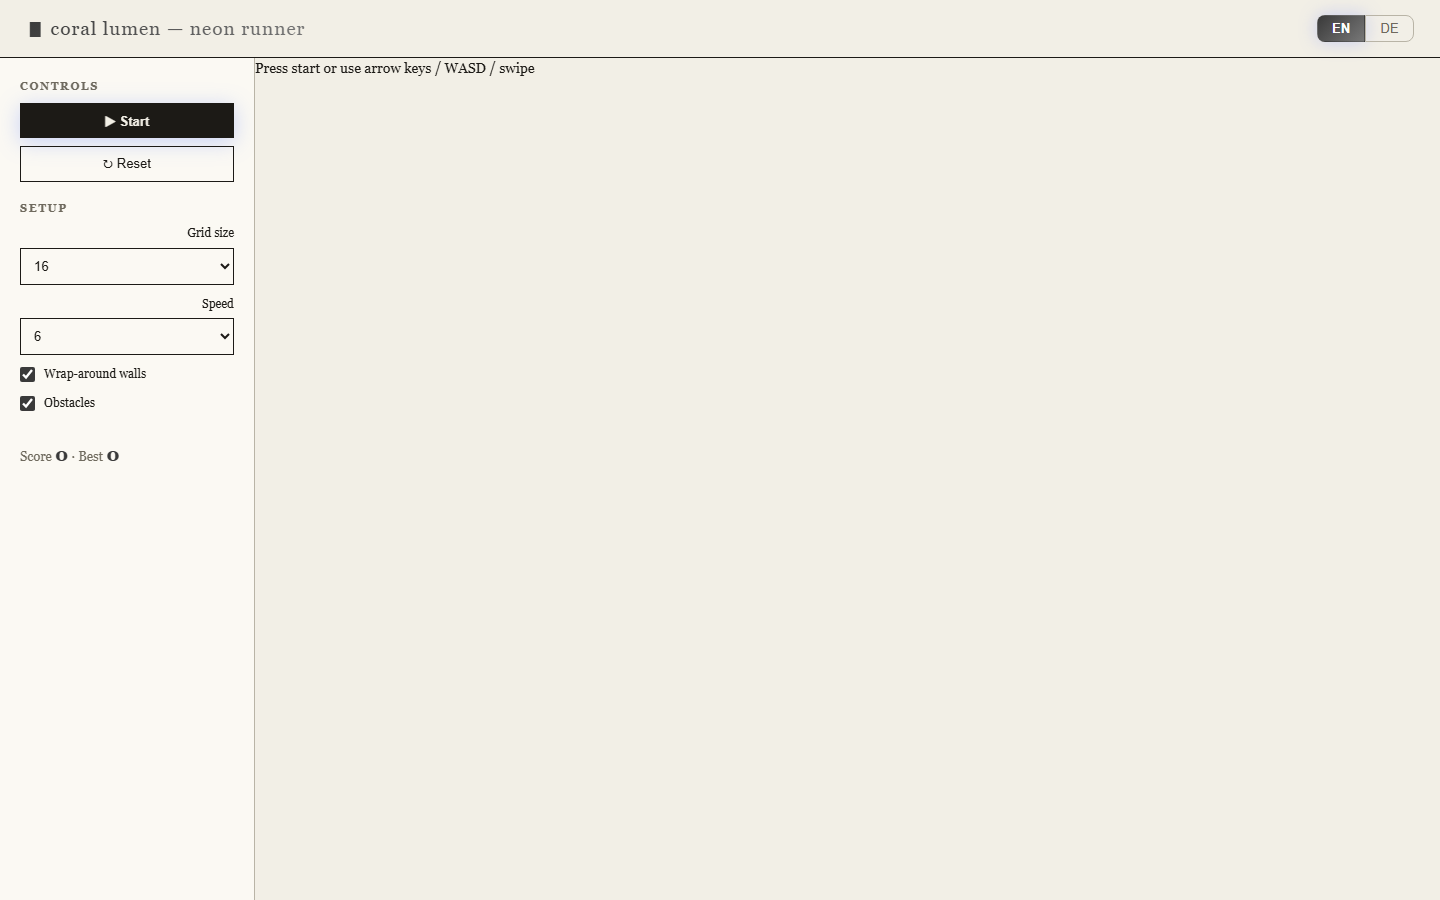 coral lumen — neon runner
EN DE
Press start or use arrow keys / WASD / swipe
CONTROLS
▶ Start
↻ Reset
SETUP
Grid size
16
Speed
6
Wrap-around walls
Obstacles
Score 0 · Best 0